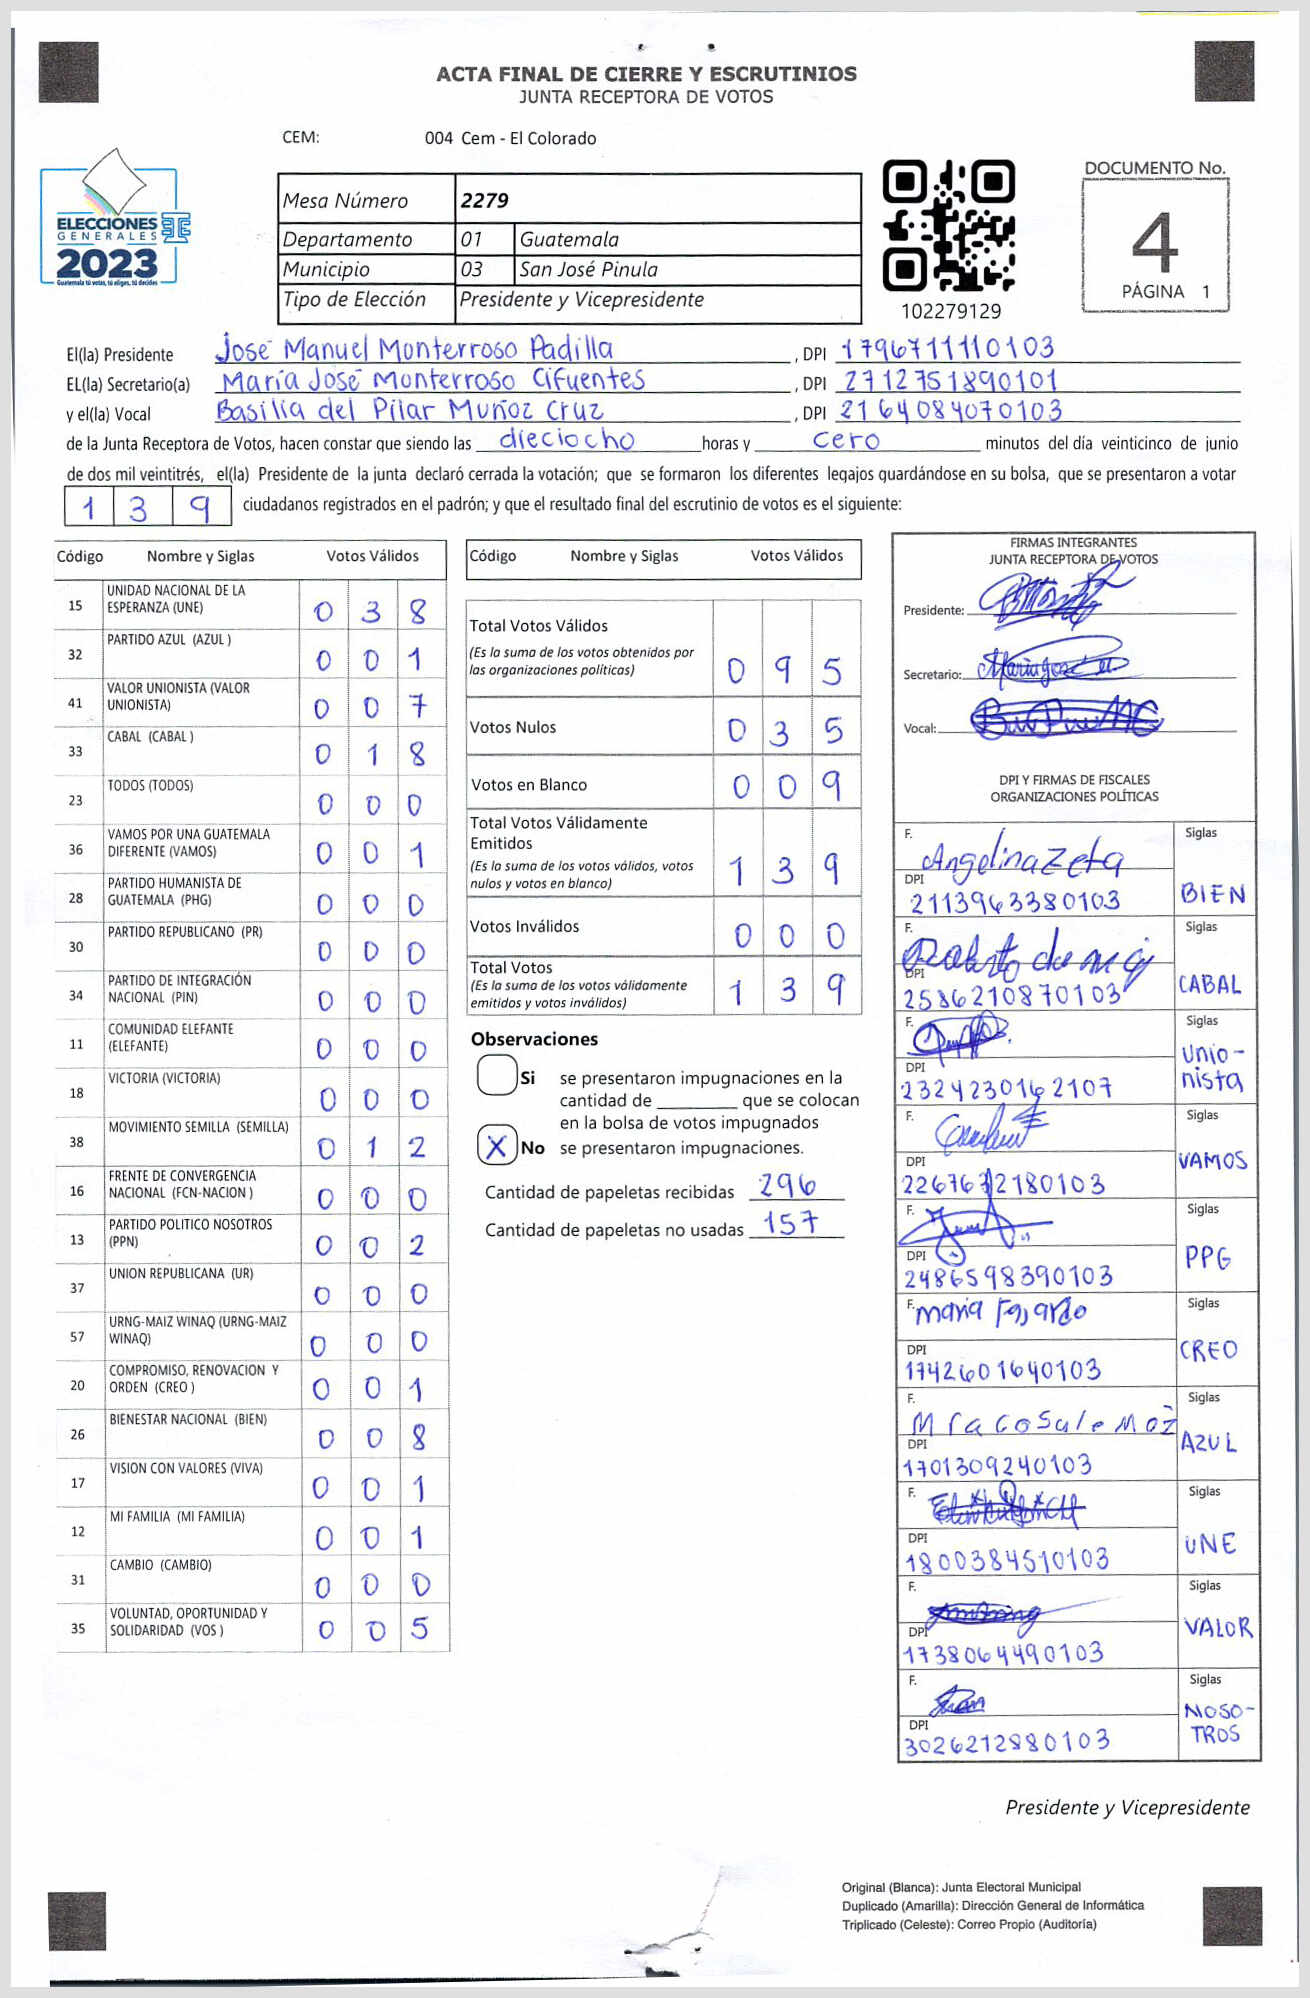 ACTA FINAL DE CIERRE Y ESCRUTINIOS
JUNTA RECEPTORA DE VOTOS
CEM: 004 Cem - El Colorado
ELECCIONES
GENERALES
2023
Guatemala tú votas, tú eliges, tú decides
Mesa Número 2279
Departamento 01 Guatemala
Municipio 03 San José Pinula
Tipo de Elección Presidente y Vicepresidente
102279129
DOCUMENTO No.
4
PÁGINA 1
El(la) Presidente José Manuel Monterroso Padilla , DPI 1796711110103
EL(la) Secretario(a) María José Monterroso Cifuentes , DPI 2712751890101
y el(la) Vocal Basilia del Pilar Muñoz Cruz , DPI 2164084070103
de la Junta Receptora de Votos, hacen constar que siendo las dieciocho horas y cero minutos del día veinticinco de junio
de dos mil veintitrés, el(la) Presidente de la junta declaró cerrada la votación; que se formaron los diferentes legajos guardándose en su bolsa, que se presentaron a votar
1 3 9 ciudadanos registrados en el padrón; y que el resultado final del escrutinio de votos es el siguiente:
Código Nombre y Siglas Votos Válidos
15 UNIDAD NACIONAL DE LA
ESPERANZA (UNE) 0 3 8
32 PARTIDO AZUL (AZUL ) 0 0 1
41 VALOR UNIONISTA (VALOR
UNIONISTA) 0 0 7
33 CABAL (CABAL ) 0 1 8
23 TODOS (TODOS) 0 0 0
36 VAMOS POR UNA GUATEMALA
DIFERENTE (VAMOS) 0 0 1
28 PARTIDO HUMANISTA DE
GUATEMALA (PHG) 0 0 0
30 PARTIDO REPUBLICANO (PR) 0 0 0
34 PARTIDO DE INTEGRACIÓN
NACIONAL (PIN) 0 0 0
11 COMUNIDAD ELEFANTE
(ELEFANTE) 0 0 0
18 VICTORIA (VICTORIA) 0 0 0
38 MOVIMIENTO SEMILLA (SEMILLA) 0 1 2
16 FRENTE DE CONVERGENCIA
NACIONAL (FCN-NACION ) 0 0 0
13 PARTIDO POLITICO NOSOTROS
(PPN) 0 0 2
37 UNION REPUBLICANA (UR) 0 0 0
57 URNG-MAIZ WINAQ (URNG-MAIZ
WINAQ) 0 0 0
20 COMPROMISO, RENOVACION Y
ORDEN (CREO ) 0 0 1
26 BIENESTAR NACIONAL (BIEN) 0 0 8
17 VISION CON VALORES (VIVA) 0 0 1
12 MI FAMILIA (MI FAMILIA) 0 0 1
31 CAMBIO (CAMBIO) 0 0 0
35 VOLUNTAD, OPORTUNIDAD Y
SOLIDARIDAD (VOS ) 0 0 5
Código Nombre y Siglas Votos Válidos
Total Votos Válidos
(Es la suma de los votos obtenidos por
las organizaciones políticas) 0 9 5
Votos Nulos 0 3 5
Votos en Blanco 0 0 9
Total Votos Válidamente
Emitidos
(Es la suma de los votos válidos, votos
nulos y votos en blanco) 1 3 9
Votos Inválidos 0 0 0
Total Votos
(Es la suma de los votos válidamente
emitidos y votos inválidos) 1 3 9
Observaciones
Si se presentaron impugnaciones en la
cantidad de ________ que se colocan
en la bolsa de votos impugnados
X No se presentaron impugnaciones.
Cantidad de papeletas recibidas 296
Cantidad de papeletas no usadas 157
FIRMAS INTEGRANTES
JUNTA RECEPTORA DE VOTOS
Presidente:
Secretario:
Vocal:
DPI Y FIRMAS DE FISCALES
ORGANIZACIONES POLÍTICAS
F. Angelina Zeta Siglas
DPI
2113963380103 BIEN
F. Siglas
DPI
2586210870103 CABAL
F. Siglas
DPI Unio-
2324230162107 nista
F. Siglas
DPI
2180103 VAMOS
F. Siglas
DPI
2486598390103 PPG
F. Maria Fajardo Siglas
DPI
1742601640103 CREO
F. Siglas
DPI
1701309240103 AZUL
F. Siglas
DPI
1800384510103 UNE
F. Siglas
DPI
1738064490103 VALOR
F. Siglas
DPI NOSO-
3026212880103 TROS
Presidente y Vicepresidente
Original (Blanca): Junta Electoral Municipal
Duplicado (Amarilla): Dirección General de Informática
Triplicado (Celeste): Correo Propio (Auditoría)